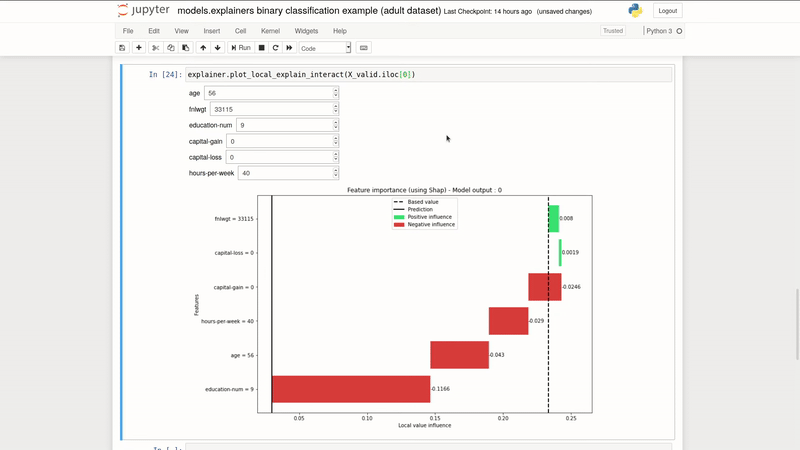 jupyter models.explainers binary classification example (adult dataset) Last Checkpoint: 14 hours ago (unsaved changes) Logout
File Edit View Insert Cell Kernel Widgets Help Trusted Python 3
Run Code
In [24]: explainer.plot_local_explain_interact(X_valid.iloc[0])
age 56
fnlwgt 33115
education-num 9
capital-gain 0
capital-loss 0
hours-per-week 40
Feature importance (using Shap) - Model output : 0
Based value
Prediction
Positive influence
Negative influence
fnlwgt = 33115 0.008
capital-loss = 0 0.0019
capital-gain = 0 -0.0246
Features
hours-per-week = 40 -0.029
age = 56 -0.043
education-num = 9 -0.1166
0.05 0.10 0.15 0.20 0.25
Local value influence
In [ ]: